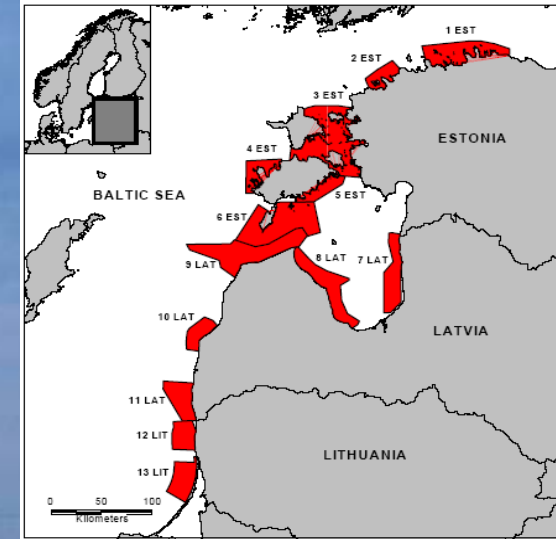 1 EST
2 EST
3 EST
ESTONIA
4 EST
BALTIC SEA
5 EST
6 EST
9 LAT
8 LAT
7 LAT
10 LAT
LATVIA
11 LAT
12 LIT
LITHUANIA
13 LIT
0 50 100
Kilometers